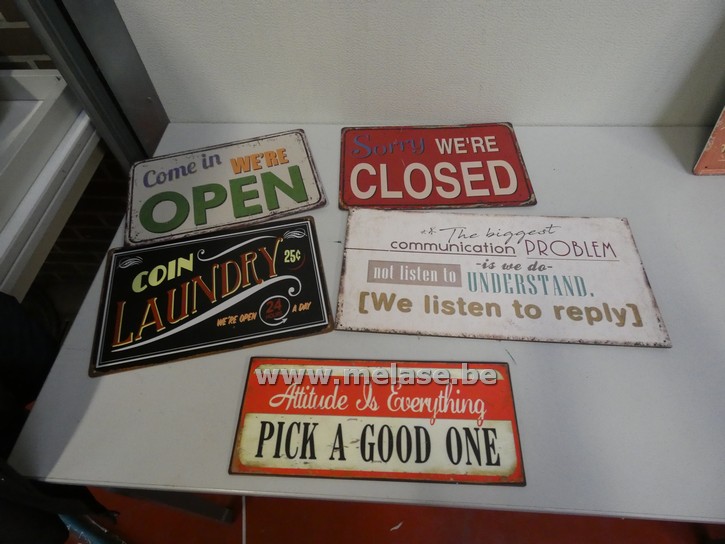 Come in WE'RE
OPEN
Sorry WE'RE
CLOSED
COIN
LAUNDRY 25¢
WE'RE OPEN 24 A DAY
The biggest
communication PROBLEM
is we do
not listen to UNDERSTAND.
[We listen to reply]
www.melase.be
Attitude Is Everything
PICK A GOOD ONE